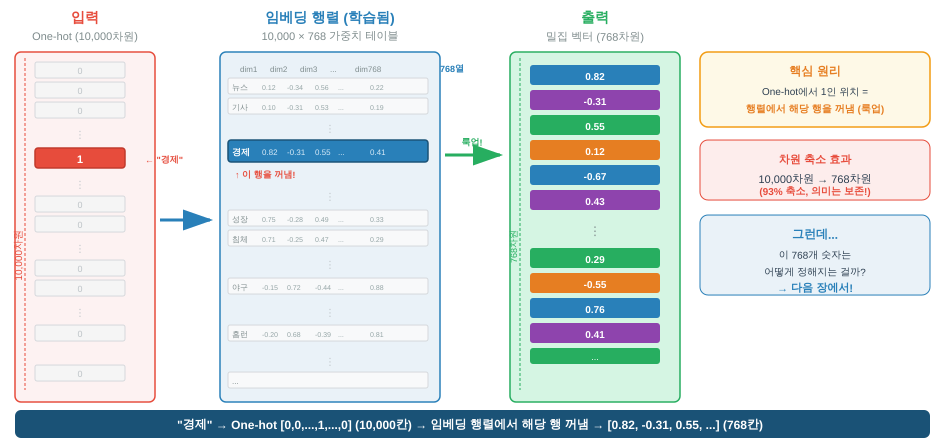 입력
One-hot (10,000차원)
0
0
0
⋮
1
← "경제"
⋮
0
0
⋮
0
0
⋮
0
0
10,000차원
임베딩 행렬 (학습됨)
10,000 × 768 가중치 테이블
dim1 dim2 dim3 ... dim768
768열
뉴스 0.12 -0.34 0.56 ... 0.22
기사 0.10 -0.31 0.53 ... 0.19
⋮
경제 0.82 -0.31 0.55 ... 0.41
↑ 이 행을 꺼냄!
⋮
성장 0.75 -0.28 0.49 ... 0.33
침체 0.71 -0.25 0.47 ... 0.29
⋮
야구 -0.15 0.72 -0.44 ... 0.88
⋮
홈런 -0.20 0.68 -0.39 ... 0.81
⋮
...
룩업!
출력
밀집 벡터 (768차원)
0.82
-0.31
0.55
0.12
-0.67
0.43
⋮
0.29
-0.55
0.76
0.41
...
768차원
핵심 원리
One-hot에서 1인 위치 =
행렬에서 해당 행을 꺼냄 (룩업)
차원 축소 효과
10,000차원 → 768차원
(93% 축소, 의미는 보존!)
그런데...
이 768개 숫자는
어떻게 정해지는 걸까?
→ 다음 장에서!
"경제" → One-hot [0,0,...,1,...,0] (10,000칸) → 임베딩 행렬에서 해당 행 꺼냄 → [0.82, -0.31, 0.55, ...] (768칸)